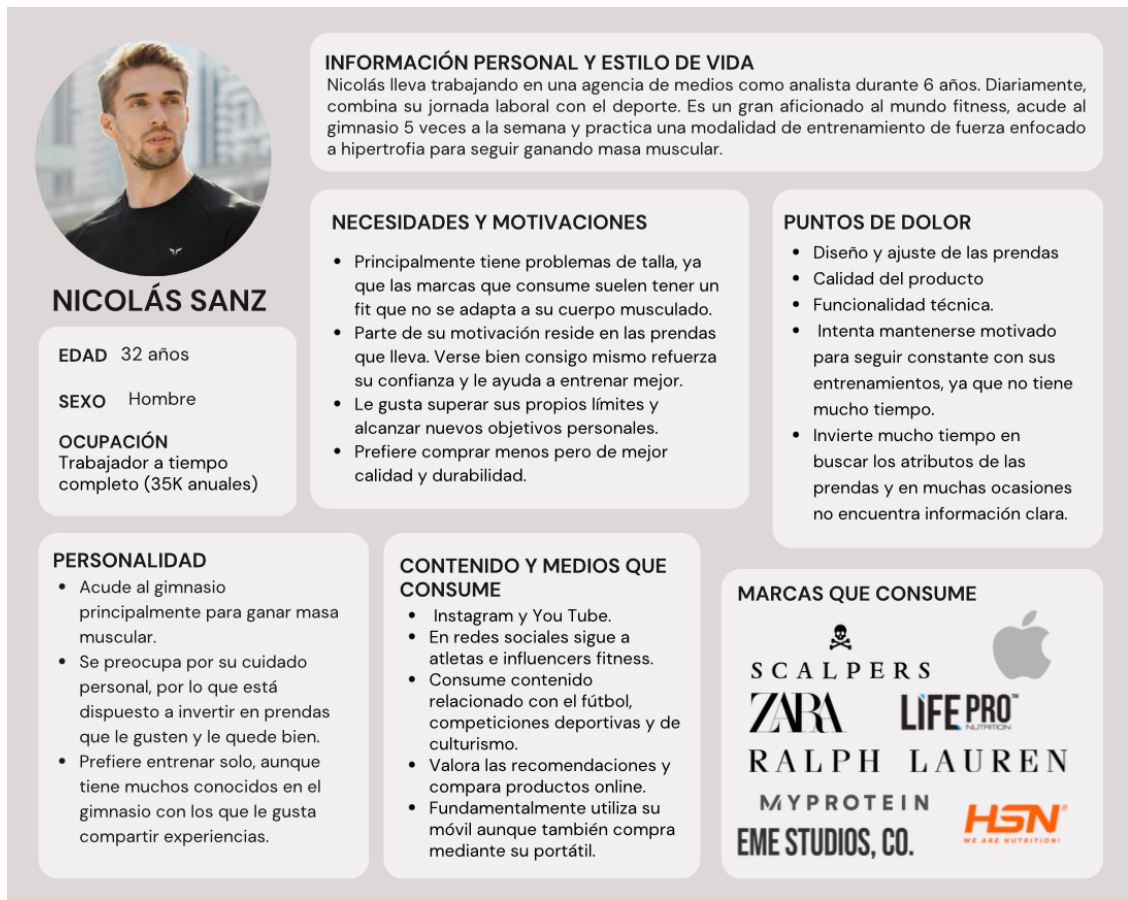 NICOLÁS SANZ
EDAD 32 años
SEXO Hombre
OCUPACIÓN
Trabajador a tiempo
completo (35K anuales)
INFORMACIÓN PERSONAL Y ESTILO DE VIDA
Nicolás lleva trabajando en una agencia de medios como analista durante 6 años. Diariamente,
combina su jornada laboral con el deporte. Es un gran aficionado al mundo fitness, acude al
gimnasio 5 veces a la semana y practica una modalidad de entrenamiento de fuerza enfocado
a hipertrofia para seguir ganando masa muscular.
NECESIDADES Y MOTIVACIONES
• Principalmente tiene problemas de talla, ya
que las marcas que consume suelen tener un
fit que no se adapta a su cuerpo musculado.
• Parte de su motivación reside en las prendas
que lleva. Verse bien consigo mismo refuerza
su confianza y le ayuda a entrenar mejor.
• Le gusta superar sus propios límites y
alcanzar nuevos objetivos personales.
• Prefiere comprar menos pero de mejor
calidad y durabilidad.
PUNTOS DE DOLOR
• Diseño y ajuste de las prendas
• Calidad del producto
• Funcionalidad técnica.
• Intenta mantenerse motivado
para seguir constante con sus
entrenamientos, ya que no tiene
mucho tiempo.
• Invierte mucho tiempo en
buscar los atributos de las
prendas y en muchas ocasiones
no encuentra información clara.
PERSONALIDAD
• Acude al gimnasio
principalmente para ganar masa
muscular.
• Se preocupa por su cuidado
personal, por lo que está
dispuesto a invertir en prendas
que le gusten y le quede bien.
• Prefiere entrenar solo, aunque
tiene muchos conocidos en el
gimnasio con los que le gusta
compartir experiencias.
CONTENIDO Y MEDIOS QUE
CONSUME
• Instagram y You Tube.
• En redes sociales sigue a
atletas e influencers fitness.
• Consume contenido
relacionado con el fútbol,
competiciones deportivas y de
culturismo.
• Valora las recomendaciones y
compara productos online.
• Fundamentalmente utiliza su
móvil aunque también compra
mediante su portátil.
MARCAS QUE CONSUME
SCALPERS
ZARA
LIFE PRO™
NUTRITION
RALPH LAUREN
MYPROTEIN
HSN®
WE ARE NUTRITION!
EME STUDIOS, CO.